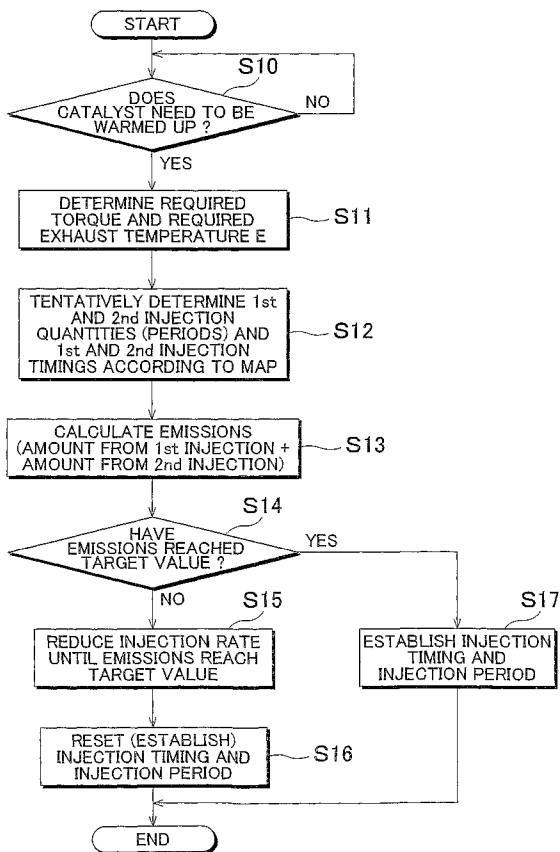 START
S10
DOES
CATALYST NEED TO BE
WARMED UP ?
NO
YES
DETERMINE REQUIRED
TORQUE AND REQUIRED
EXHAUST TEMPERATURE E
S11
TENTATIVELY DETERMINE 1st
AND 2nd INJECTION
QUANTITIES (PERIODS) AND
1st AND 2nd INJECTION
TIMINGS ACCORDING TO MAP
S12
CALCULATE EMISSIONS
(AMOUNT FROM 1st INJECTION +
AMOUNT FROM 2nd INJECTION)
S13
S14
HAVE
EMISSIONS REACHED
TARGET VALUE ?
YES
NO
S15
REDUCE INJECTION RATE
UNTIL EMISSIONS REACH
TARGET VALUE
S17
ESTABLISH INJECTION
TIMING AND
INJECTION PERIOD
RESET (ESTABLISH)
INJECTION TIMING AND
INJECTION PERIOD
S16
END